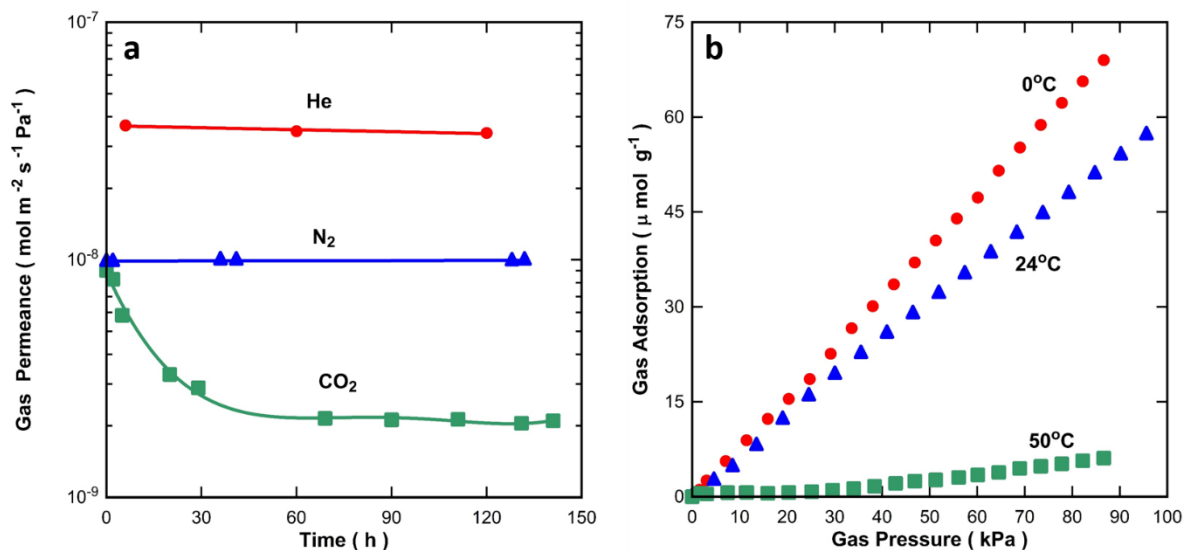 a
Gas Permeance ( mol m⁻² s⁻¹ Pa⁻¹ )
10⁻⁷
10⁻⁸
10⁻⁹
He
N₂
CO₂
0 30 60 90 120 150
Time ( h )
b
Gas Adsorption ( μ mol g⁻¹ )
75
60
45
30
15
0
0°C
24°C
50°C
0 10 20 30 40 50 60 70 80 90 100
Gas Pressure ( kPa )